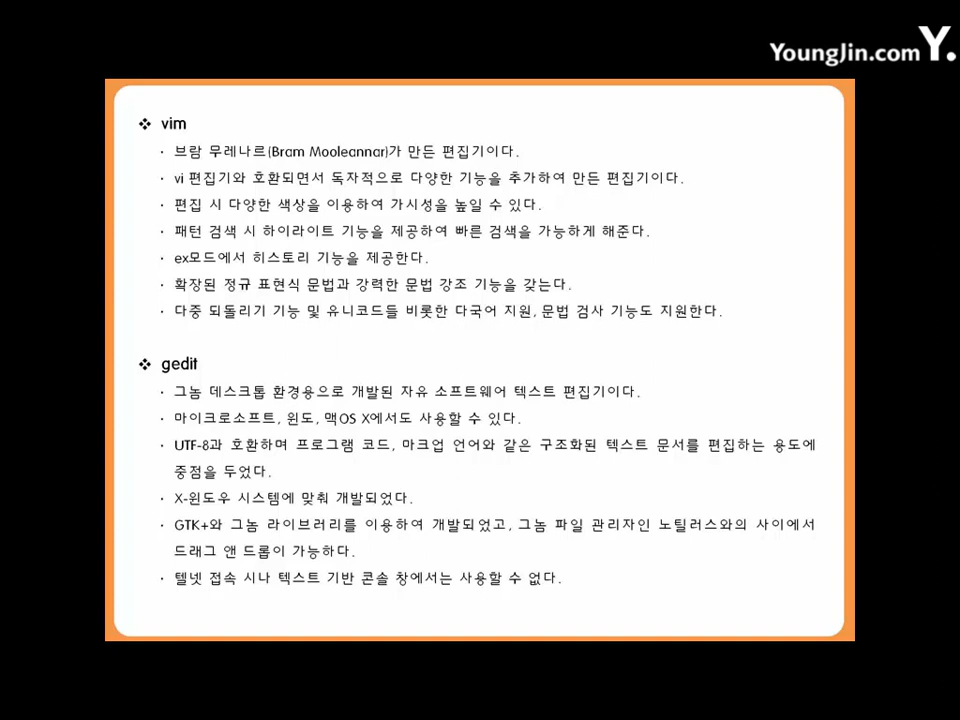 YoungJin.com Y.
❖ vim
· 브람 무레나르(Bram Mooleannar)가 만든 편집기이다.
· vi 편집기와 호환되면서 독자적으로 다양한 기능을 추가하여 만든 편집기이다.
· 편집 시 다양한 색상을 이용하여 가시성을 높일 수 있다.
· 패턴 검색 시 하이라이트 기능을 제공하여 빠른 검색을 가능하게 해준다.
· ex모드에서 히스토리 기능을 제공한다.
· 확장된 정규 표현식 문법과 강력한 문법 강조 기능을 갖는다.
· 다중 되돌리기 기능 및 유니코드들 비롯한 다국어 지원, 문법 검사 기능도 지원한다.
❖ gedit
· 그놈 데스크톱 환경용으로 개발된 자유 소프트웨어 텍스트 편집기이다.
· 마이크로소프트, 윈도, 맥OS X에서도 사용할 수 있다.
· UTF-8과 호환하며 프로그램 코드, 마크업 언어와 같은 구조화된 텍스트 문서를 편집하는 용도에
중점을 두었다.
· X-윈도우 시스템에 맞춰 개발되었다.
· GTK+와 그놈 라이브러리를 이용하여 개발되었고, 그놈 파일 관리자인 노틸러스와의 사이에서
드래그 앤 드롭이 가능하다.
· 텔넷 접속 시나 텍스트 기반 콘솔 창에서는 사용할 수 없다.